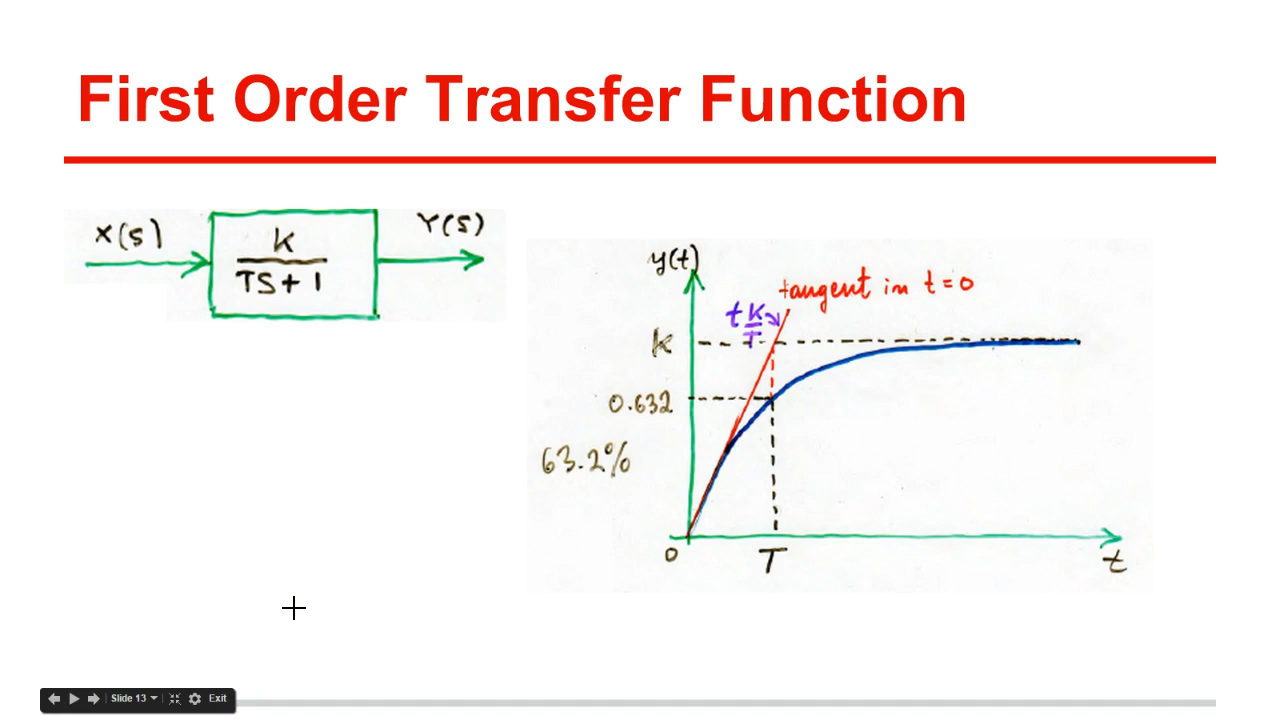 First Order Transfer Function
X(s)
K
TS+1
Y(s)
y(t)
tangent in t=0
t K
T
K
0.632
63.2%
0
T
t
Slide 13
Exit